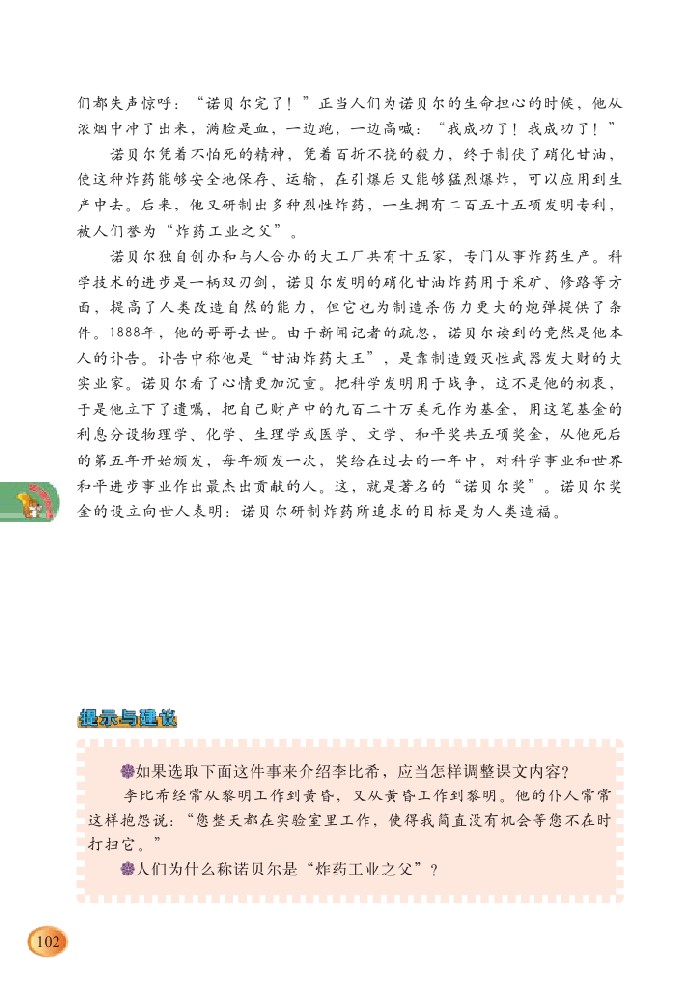 们都失声惊呼：“诺贝尔完了！”正当人们为诺贝尔的生命担心的时候，他从
浓烟中冲了出来，满脸是血，一边跑，一边高喊：“我成功了！我成功了！”
诺贝尔凭着不怕死的精神，凭着百折不挠的毅力，终于制伏了硝化甘油，
使这种炸药能够安全地保存、运输，在引爆后又能够猛烈爆炸，可以应用到生
产中去。后来，他又研制出多种烈性炸药，一生拥有二百五十五项发明专利，
被人们誉为“炸药工业之父”。
诺贝尔独自创办和与人合办的大工厂共有十五家，专门从事炸药生产。科
学技术的进步是一柄双刃剑，诺贝尔发明的硝化甘油炸药用于采矿、修路等方
面，提高了人类改造自然的能力，但它也为制造杀伤力更大的炮弹提供了条
件。1888年，他的哥哥去世。由于新闻记者的疏忽，诺贝尔读到的竟然是他本
人的讣告。讣告中称他是“甘油炸药大王”，是靠制造毁灭性武器发大财的大
实业家。诺贝尔看了心情更加沉重。把科学发明用于战争，这不是他的初衷，
于是他立下了遗嘱，把自己财产中的九百二十万美元作为基金，用这笔基金的
利息分设物理学、化学、生理学或医学、文学、和平奖共五项奖金，从他死后
的第五年开始颁发，每年颁发一次，奖给在过去的一年中，对科学事业和世界
和平进步事业作出最杰出贡献的人。这，就是著名的“诺贝尔奖”。诺贝尔奖
金的设立向世人表明：诺贝尔研制炸药所追求的目标是为人类造福。
提示与建议
如果选取下面这件事来介绍李比希，应当怎样调整误文内容？
李比希经常从黎明工作到黄昏，又从黄昏工作到黎明。他的仆人常常
这样抱怨说：“您整天都在实验室里工作，使得我简直没有机会等您不在时
打扫它。”
人们为什么称诺贝尔是“炸药工业之父”？
102